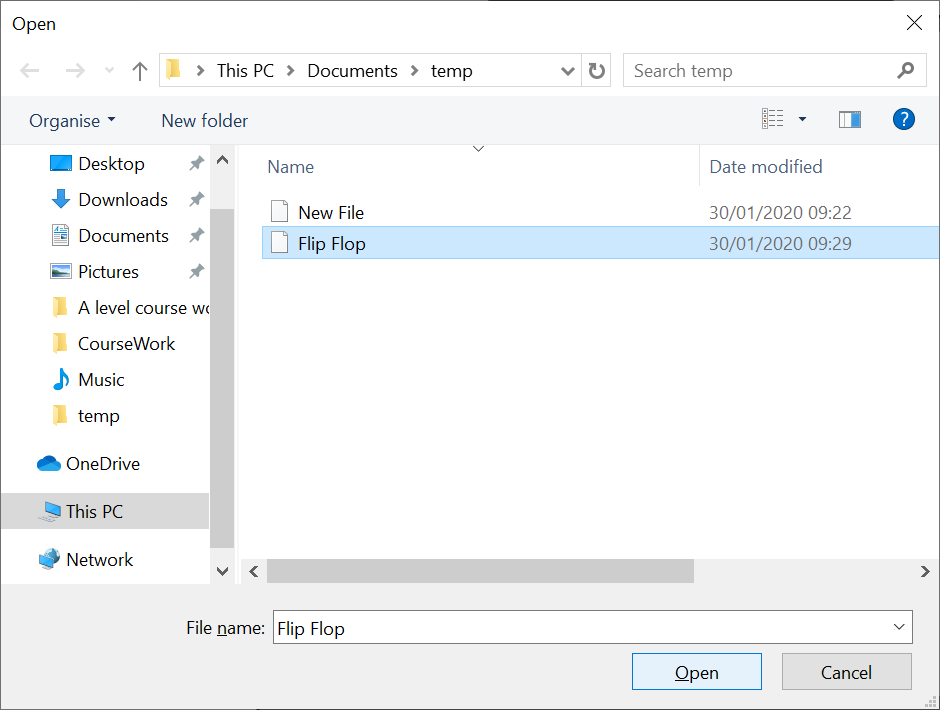 Open
This PC > Documents > temp
Search temp
Organise
New folder
?
Name
Date modified
Desktop
Downloads
Documents
Pictures
A level course wo
CourseWork
Music
temp
OneDrive
This PC
Network
New File 30/01/2020 09:22
Flip Flop 30/01/2020 09:29
File name: Flip Flop
Open
Cancel